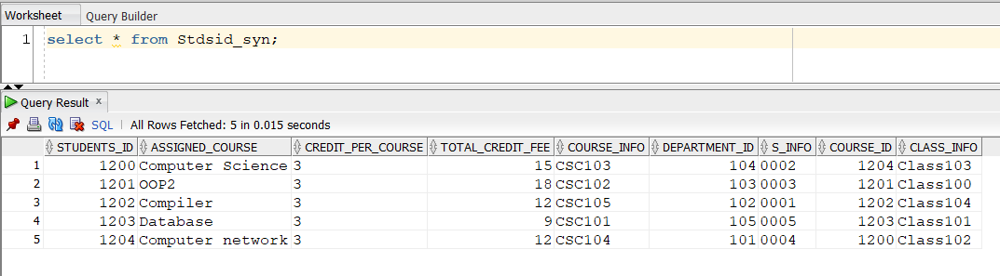 Worksheet Query Builder
1 select * from Stdsid_syn;
Query Result x
SQL | All Rows Fetched: 5 in 0.015 seconds
STUDENTS_ID ASSIGNED_COURSE CREDIT_PER_COURSE TOTAL_CREDIT_FEE COURSE_INFO DEPARTMENT_ID S_INFO COURSE_ID CLASS_INFO
1 1200 Computer Science 3 15 CSC103 104 0002 1204 Class103
2 1201 OOP2 3 18 CSC102 103 0003 1201 Class100
3 1202 Compiler 3 12 CSC105 102 0001 1202 Class104
4 1203 Database 3 9 CSC101 105 0005 1203 Class101
5 1204 Computer network 3 12 CSC104 101 0004 1200 Class102